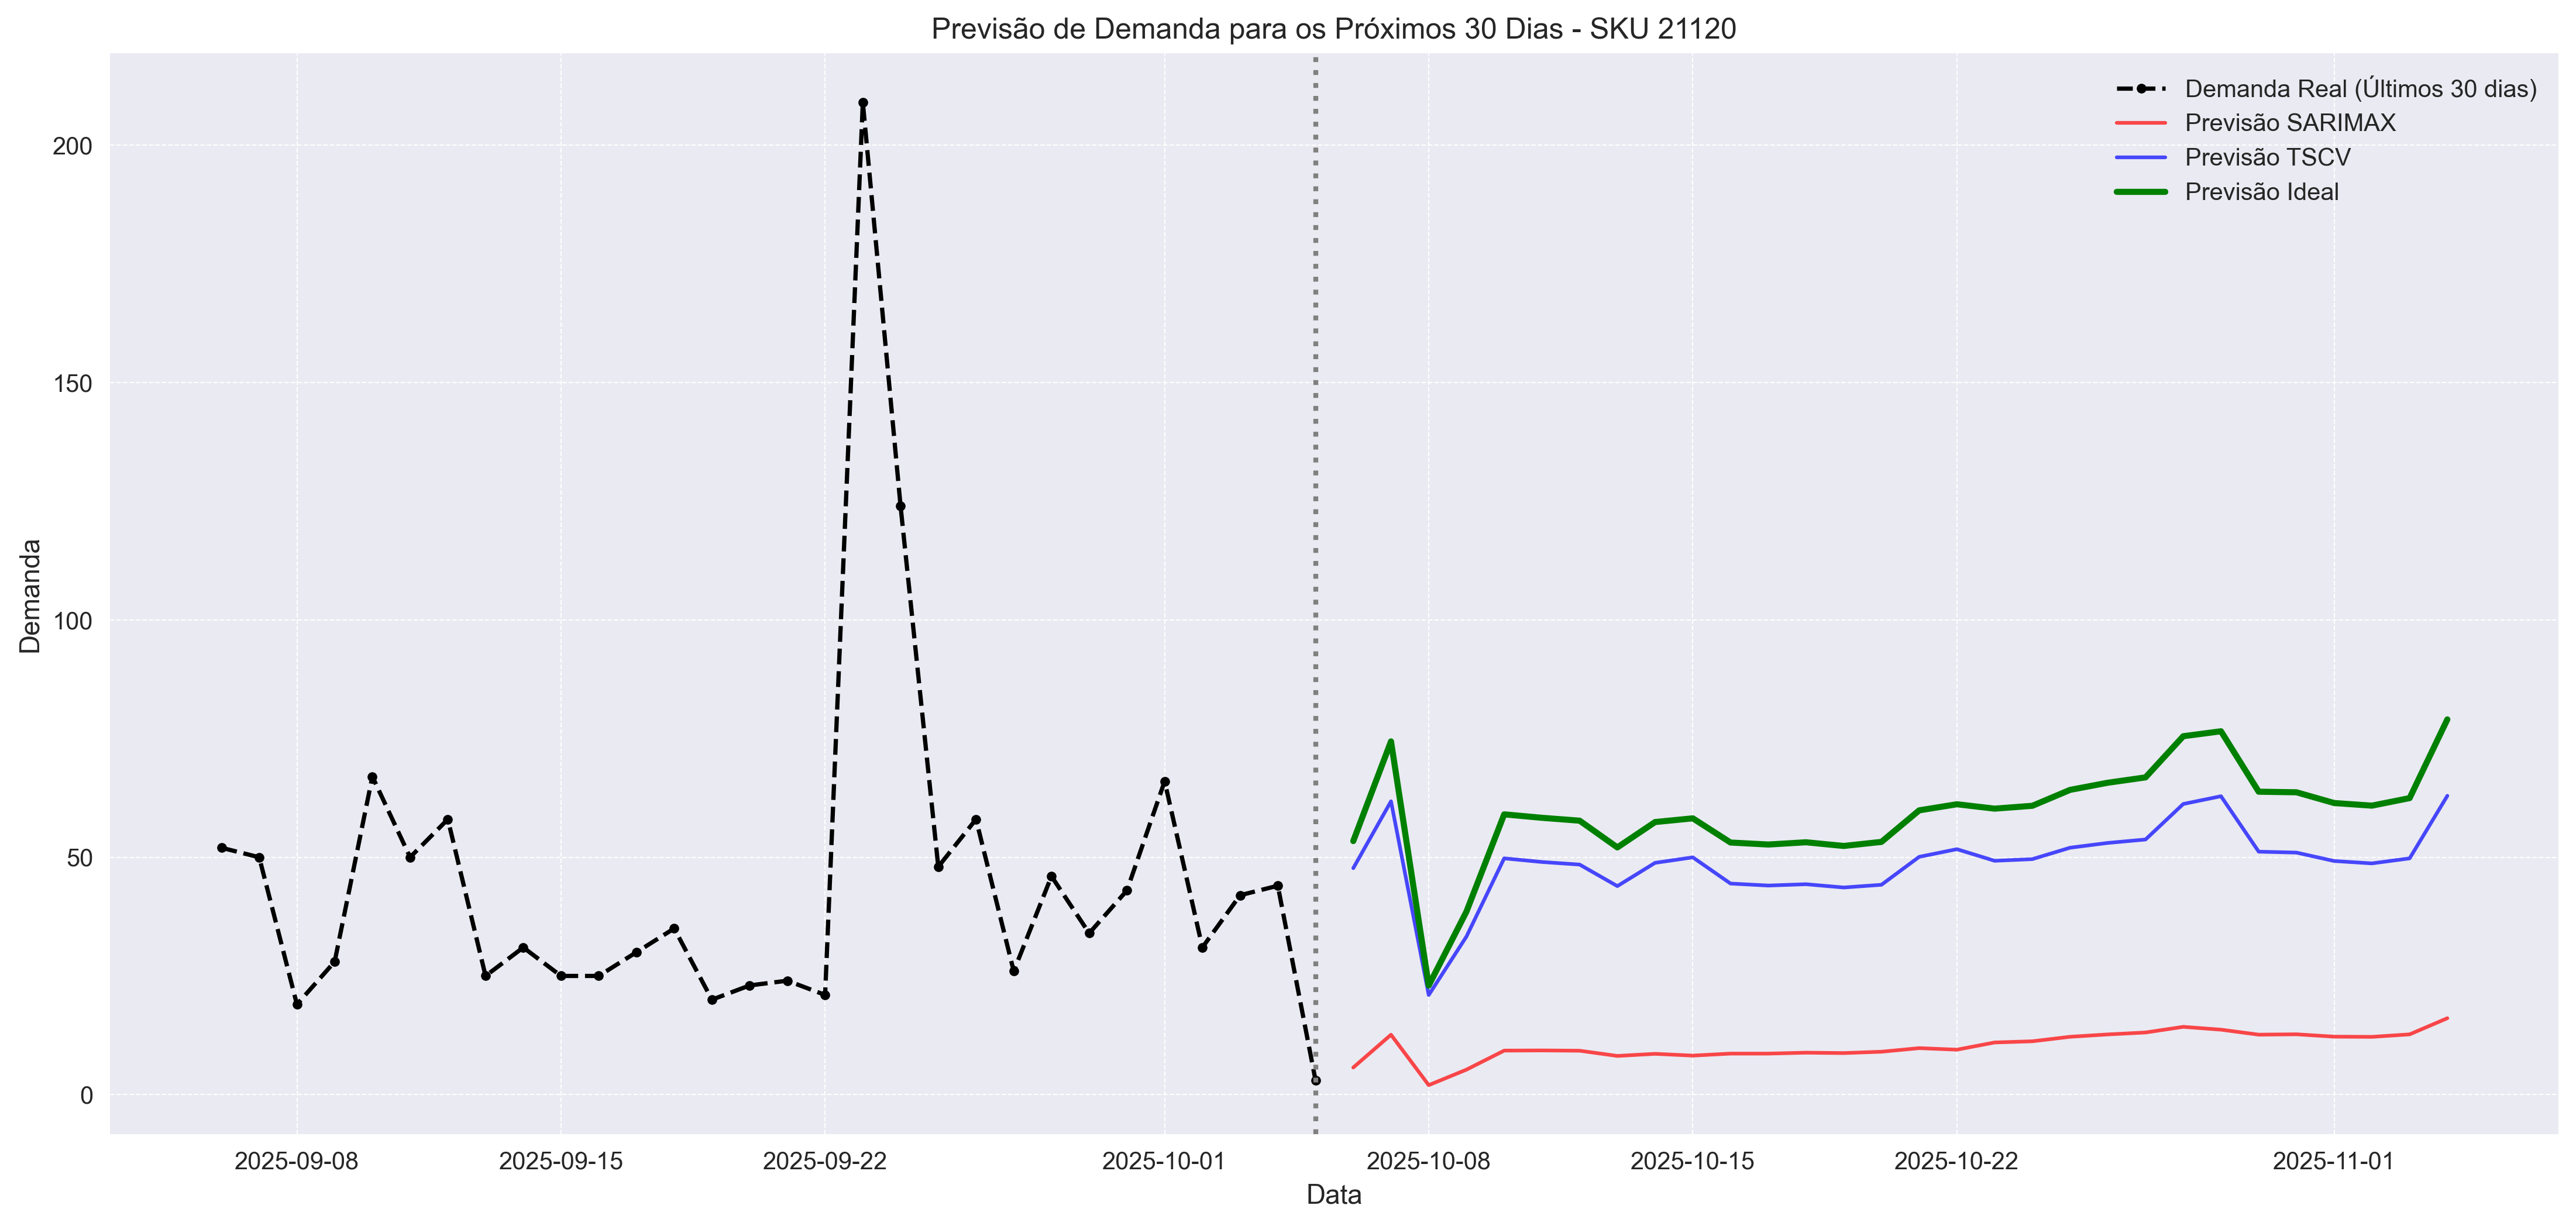 Previsão de Demanda para os Próximos 30 Dias - SKU 21120
Demanda Real (Últimos 30 dias)
Previsão SARIMAX
Previsão TSCV
Previsão Ideal
Demanda
200
150
100
50
0
2025-09-08
2025-09-15
2025-09-22
2025-10-01
2025-10-08
2025-10-15
2025-10-22
2025-11-01
Data